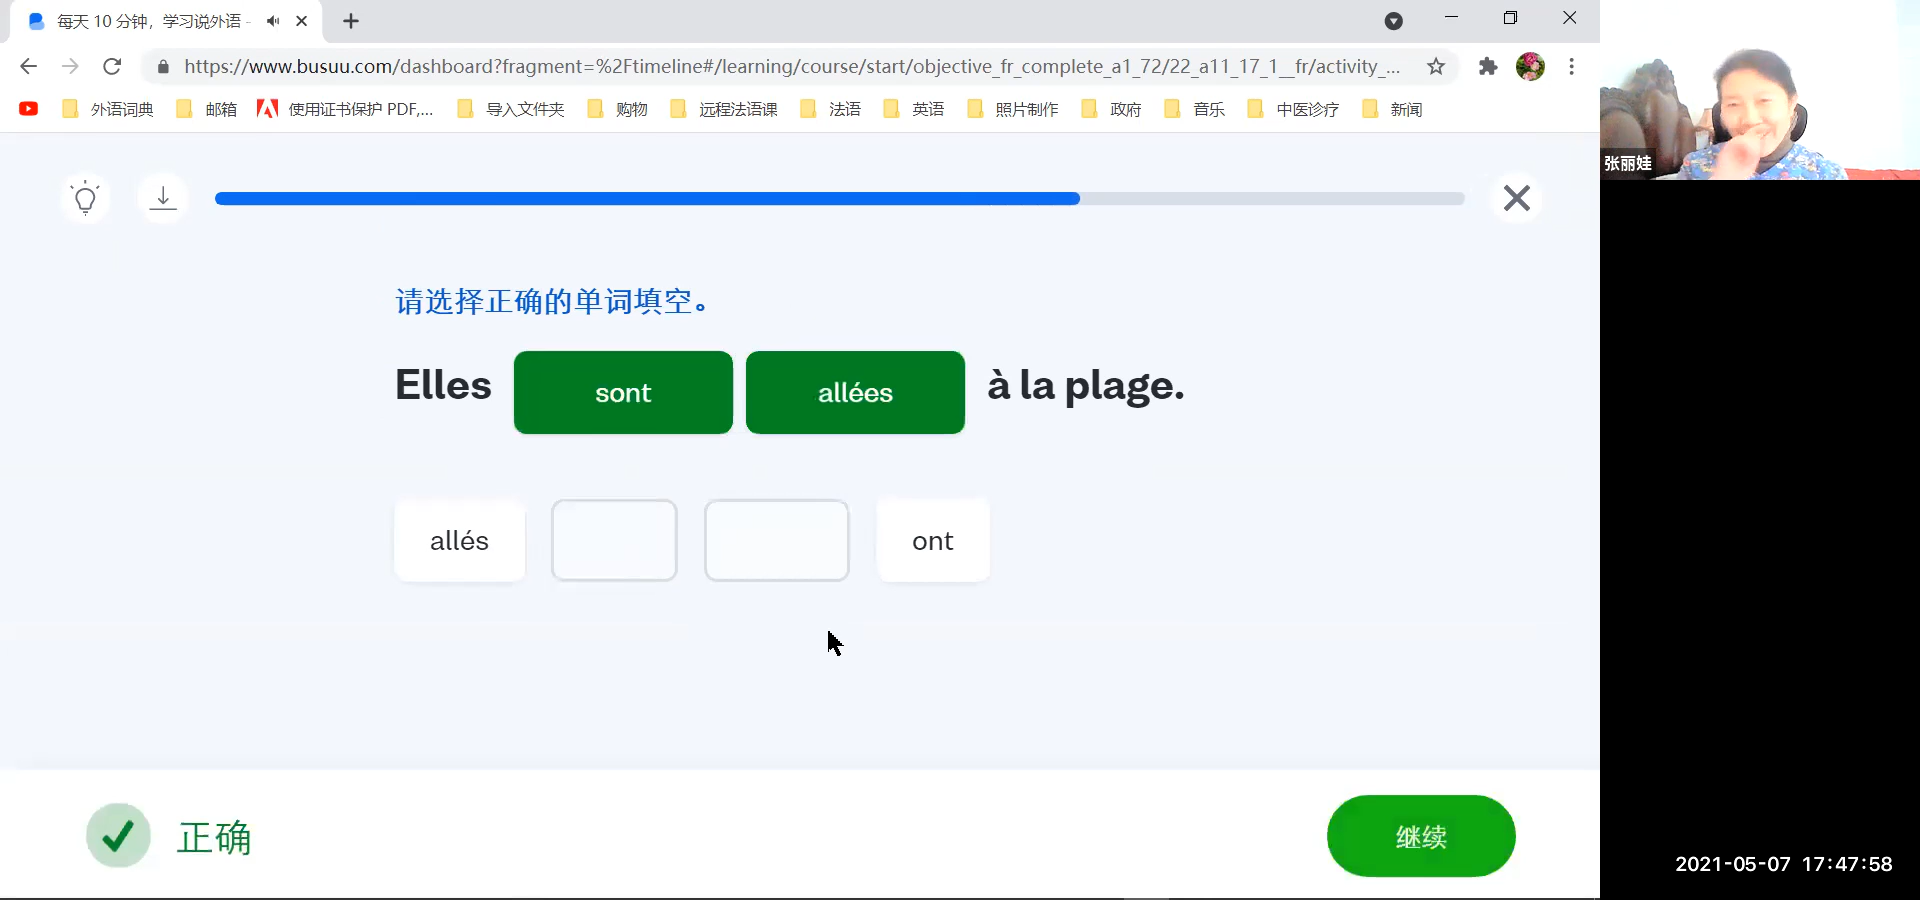 每天 10 分钟，学习说外语 -
https://www.busuu.com/dashboard?fragment=%2Ftimeline#/learning/course/start/objective_fr_complete_a1_72/22_a11_17_1__fr/activity_...
外语词典 邮箱 使用证书保护 PDF,... 导入文件夹 购物 远程法语课 法语 英语 照片制作 政府 音乐 中医诊疗 新闻
张丽娃
请选择正确的单词填空。
Elles sont allées à la plage.
allés ont
正确
继续
2021-05-07 17:47:58